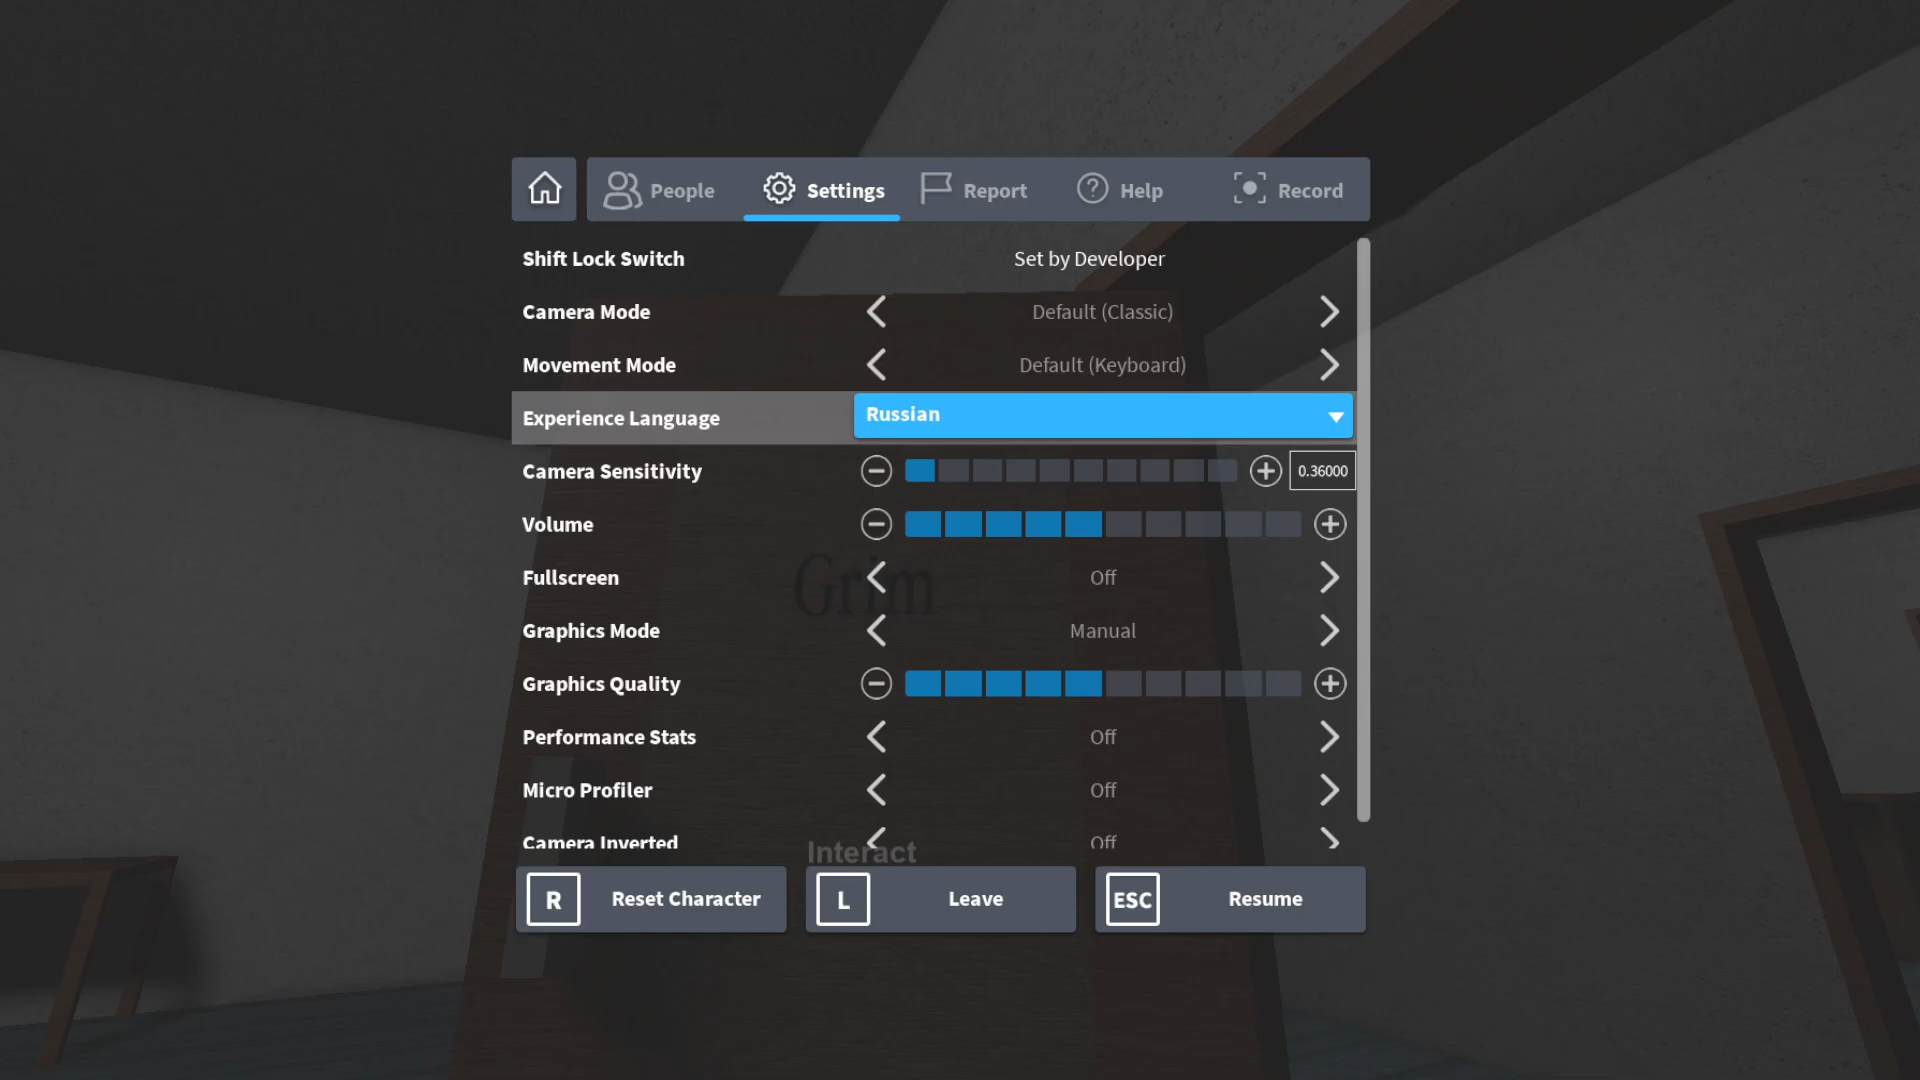 People
Settings
Report
Help
Record
Shift Lock Switch
Set by Developer
Camera Mode
Default (Classic)
Movement Mode
Default (Keyboard)
Experience Language
Russian
Camera Sensitivity
0.36000
Volume
Grim
Fullscreen
Off
Graphics Mode
Manual
Graphics Quality
Performance Stats
Off
Micro Profiler
Off
Camera Inverted
Off
Interact
R
Reset Character
L
Leave
ESC
Resume